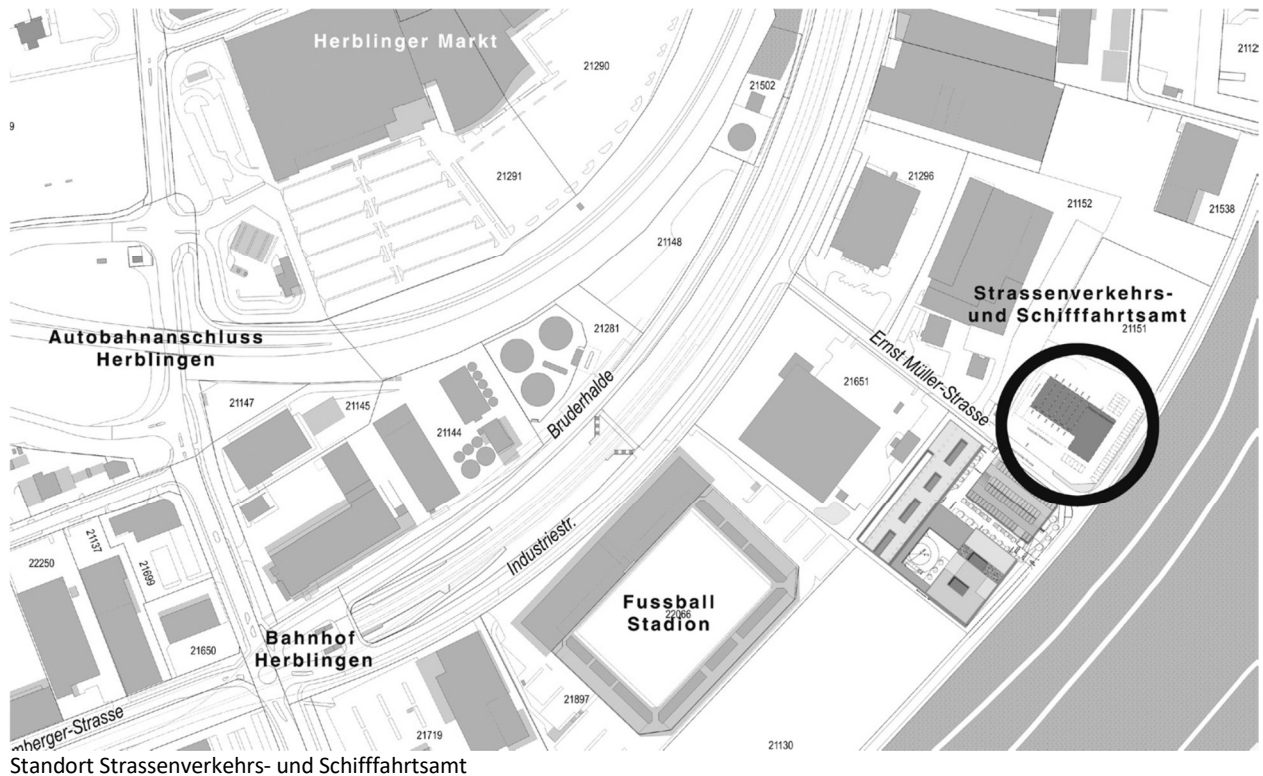 Herblinger Markt
21290
2112
21502
9
21291
21296
21152
21538
21148
Strassenverkehrs-
und Schifffahrtsamt
21151
Autobahnanschluss
Herblingen
21281
Ernst Müller-Strasse
21651
21147
21145
21144
Bruderhalde
Industriestr.
21137
22250
21699
Fussball
22066
Stadion
Bahnhof
Herblingen
21650
21897
mberger-Strasse
21719
21130
Standort Strassenverkehrs- und Schifffahrtsamt